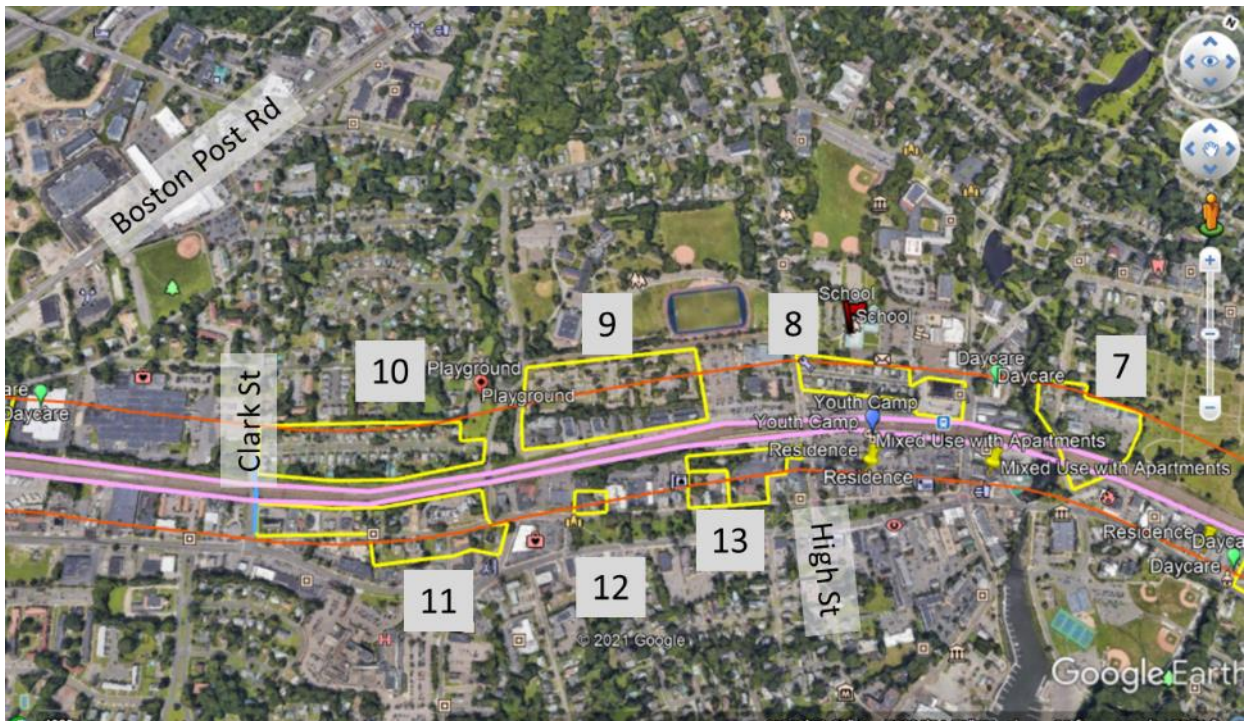 N
Boston Post Rd
School
School
9
8
7
10
Playground
Playground
Daycare
Daycare
are
Daycare
Clark St
Youth Camp
Youth Camp
Mixed Use with Apartments
Residence
Mixed Use with Apartments
Residence
13
High St
Residence
Dayca
Daycare
11
12
© 2021 Google
Google Earth